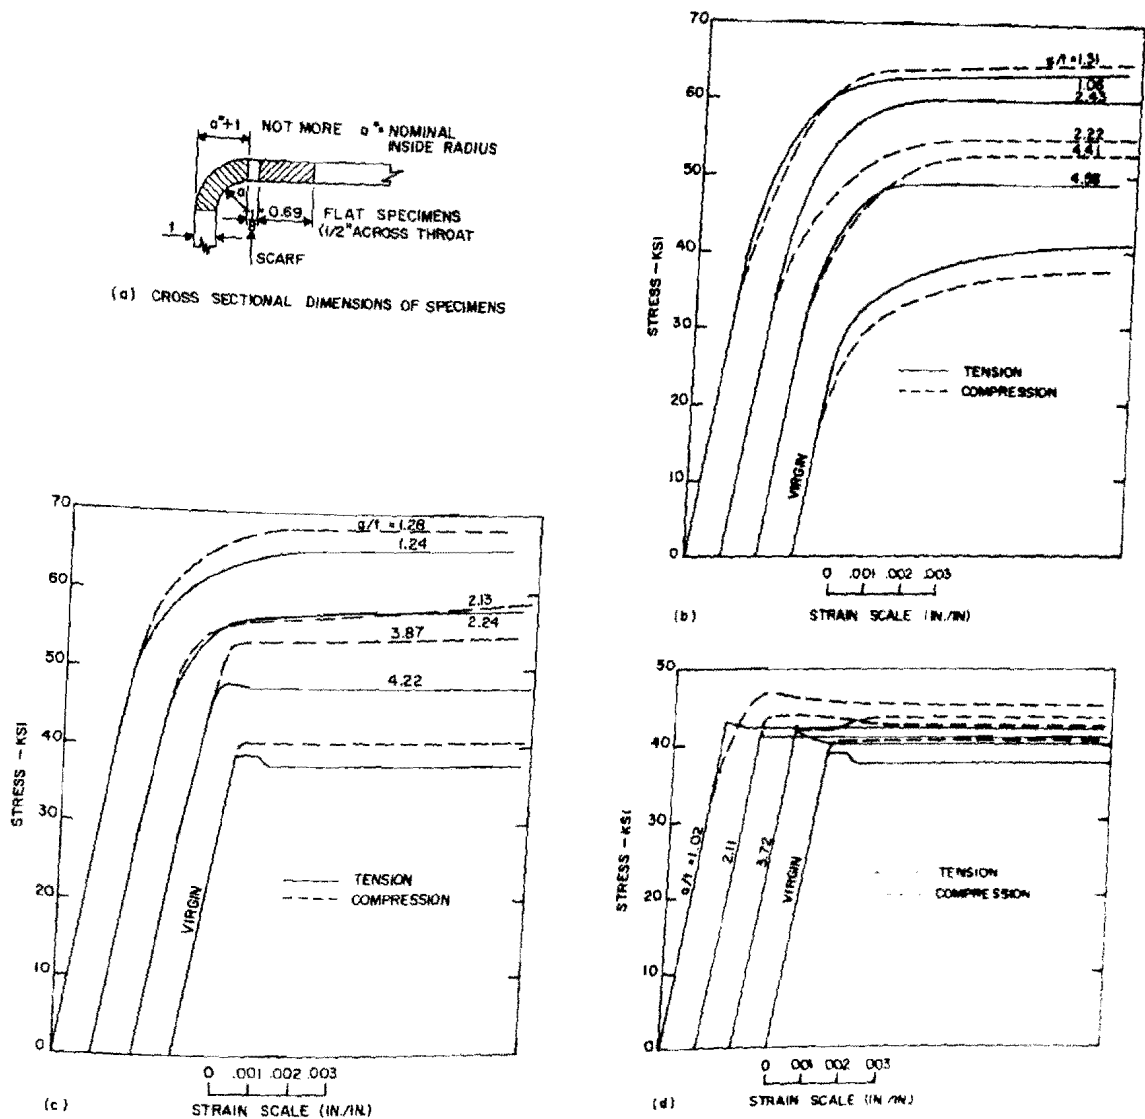 a*+t NOT MORE a*= NOMINAL
INSIDE RADIUS
a
0.69 FLAT SPECIMENS
(1/2" ACROSS THROAT
t
SCARF
(a) CROSS SECTIONAL DIMENSIONS OF SPECIMENS
70
60
50
40
30
20
10
0
STRESS-KSI
a/t = 1.31
1.06
2.43
2.22
4.41
TENSION
COMPRESSION
VIRGIN
0 .001 .002 .003
(b) STRAIN SCALE (IN./IN)
70
60
50
40
30
20
10
0
STRESS-KSI
a/t = 1.28
1.24
2.13
2.24
3.87
4.22
VIRGIN
TENSION
COMPRESSION
0 .001 .002 .003
(c) STRAIN SCALE (IN./IN.)
50
40
30
20
10
0
STRESS-KSI
a/t = 1.02
2.11
3.72
VIRGIN
TENSION
COMPRESSION
0 .001 .002 .003
(d) STRAIN SCALE (IN./IN.)